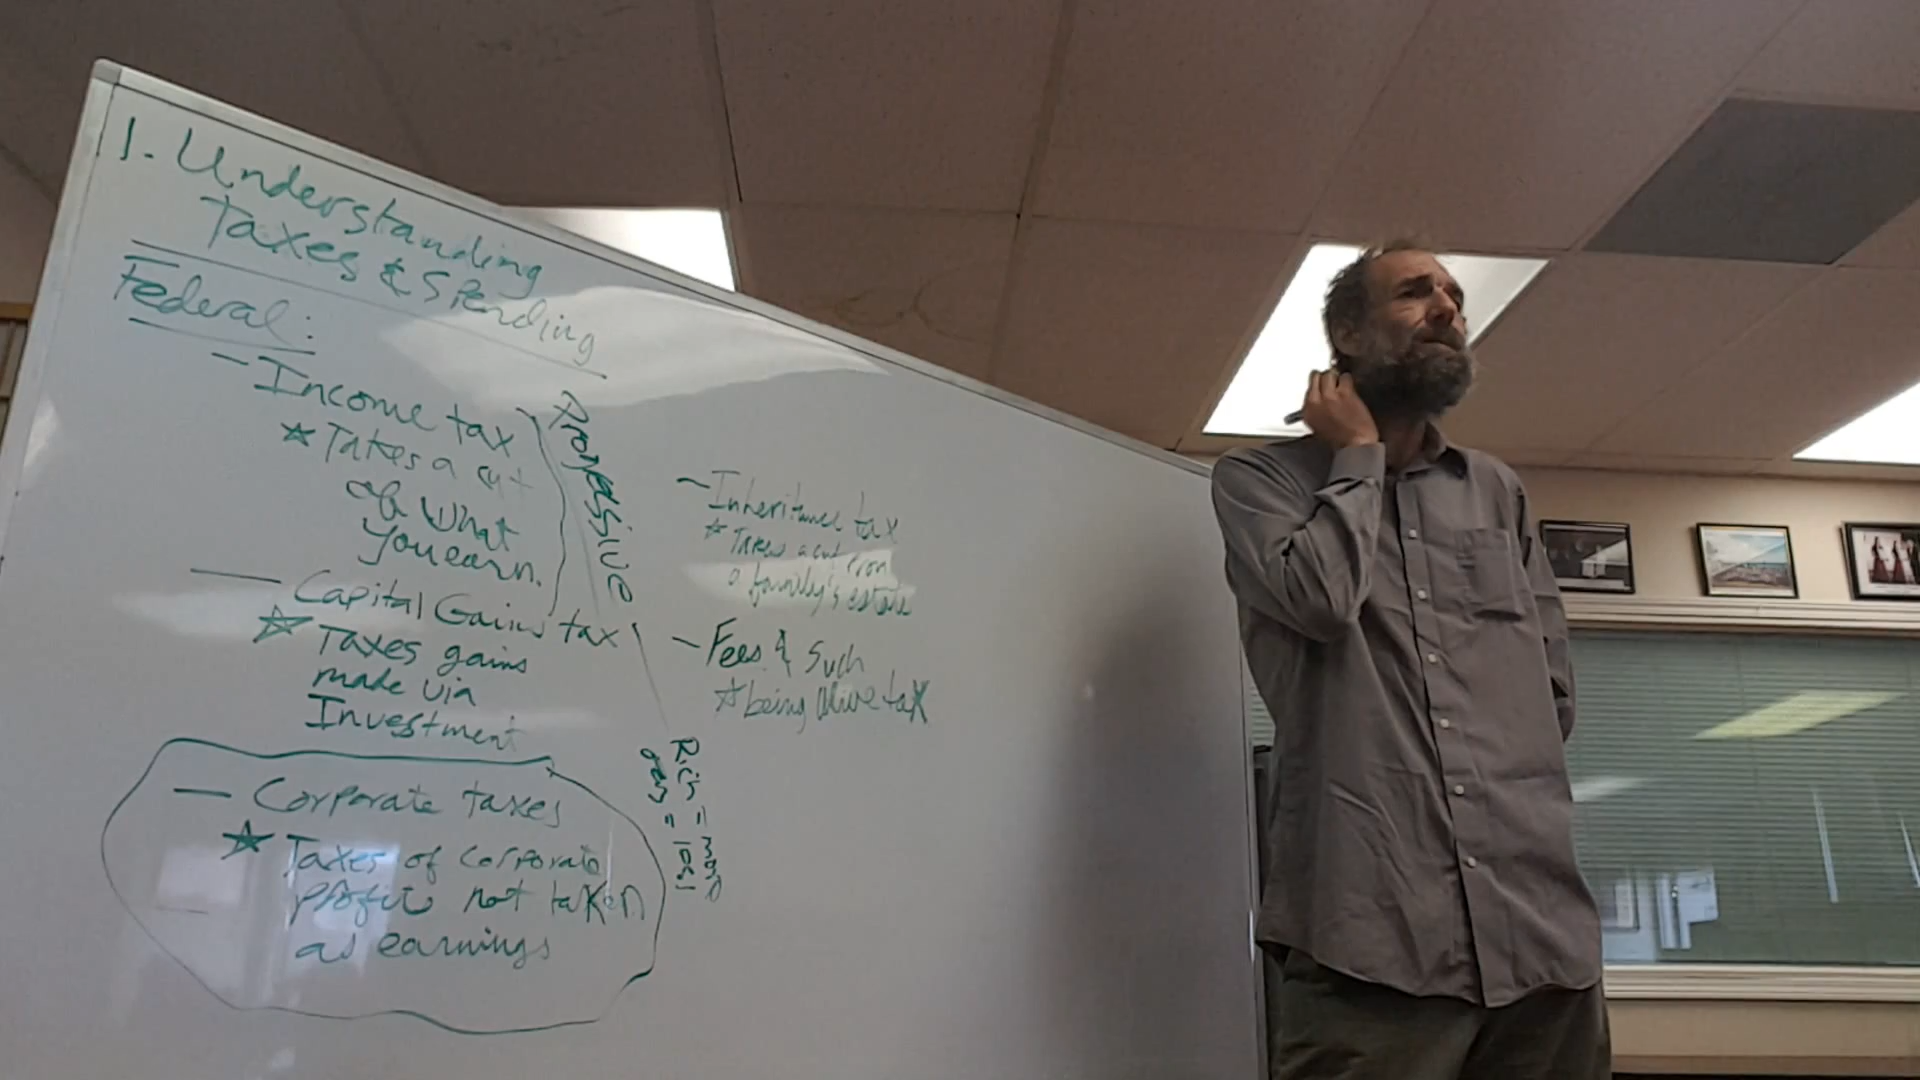 1. Understanding
Taxes & Spending
Federal:
— Income tax
☆ Takes a cut
of what
you earn.
Progressive
— Capital Gains tax
☆ Taxes gains
made via
Investment
— Corporate taxes
☆ Taxes of corporate
profits not taken
as earnings
Rich = more
= less
— Inheritance tax
☆ Takes a cut from
a family's estate
— Fees & Such
☆ being alive tax